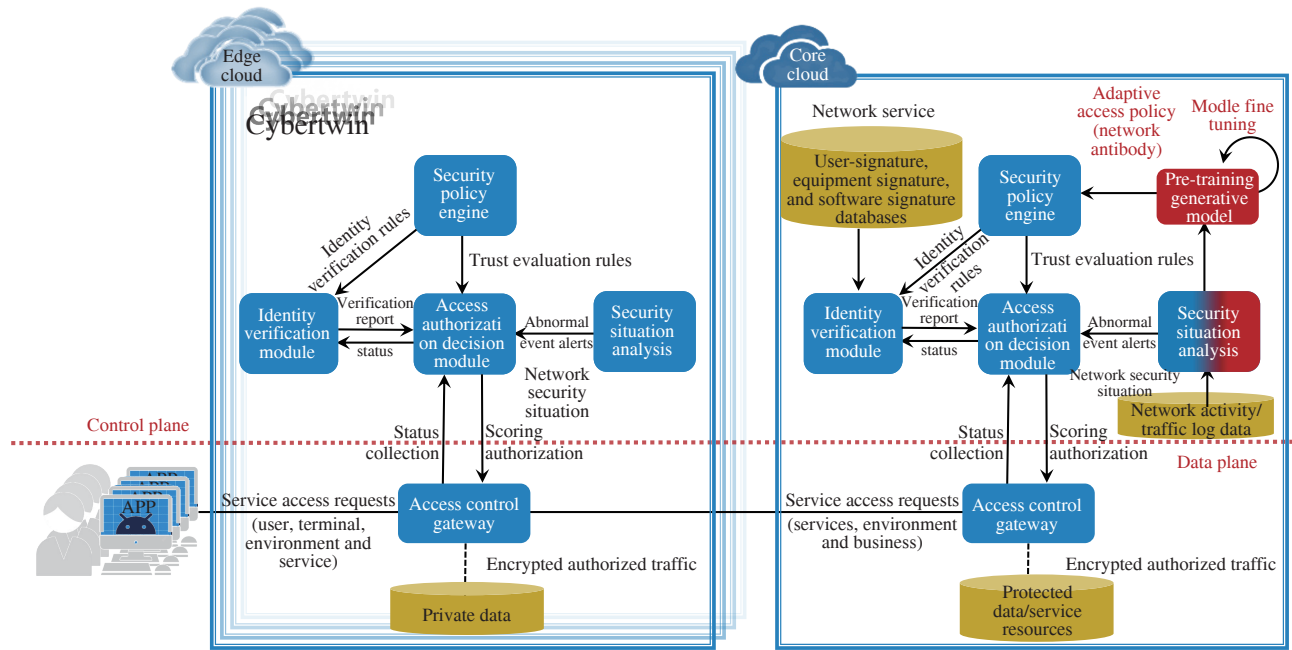 Edge
cloud
Cybertwin
Cybertwin
Cybertwin
Security
policy
engine
Identity
verification rules
Trust evaluation rules
Identity
verification
module
Verification
report
status
Access
authorizati
on decision
module
Abnormal
event alerts
Security
situation
analysis
Network
security
situation
Control plane
Status
collection
Scoring
authorization
APP
APP
APP
APP
Service access requests
(user, terminal,
environment and
service)
Access control
gateway
Encrypted authorized traffic
Private data
Core
cloud
Network service
User-signature,
equipment signature,
and software signature
databases
Adaptive
access policy
(network
antibody)
Modle fine
tuning
Security
policy
engine
Pre-training
generative
model
Identity
verification
rules
Trust evaluation rules
Identity
verification
module
Verification
report
status
Access
authorizati
on decision
module
Abnormal
event alerts
Security
situation
analysis
Network security
situation
Network activity/
traffic log data
Status
collection
Scoring
authorization
Data plane
Service access requests
(services, environment
and business)
Access control
gateway
Encrypted authorized traffic
Protected
data/service
resources